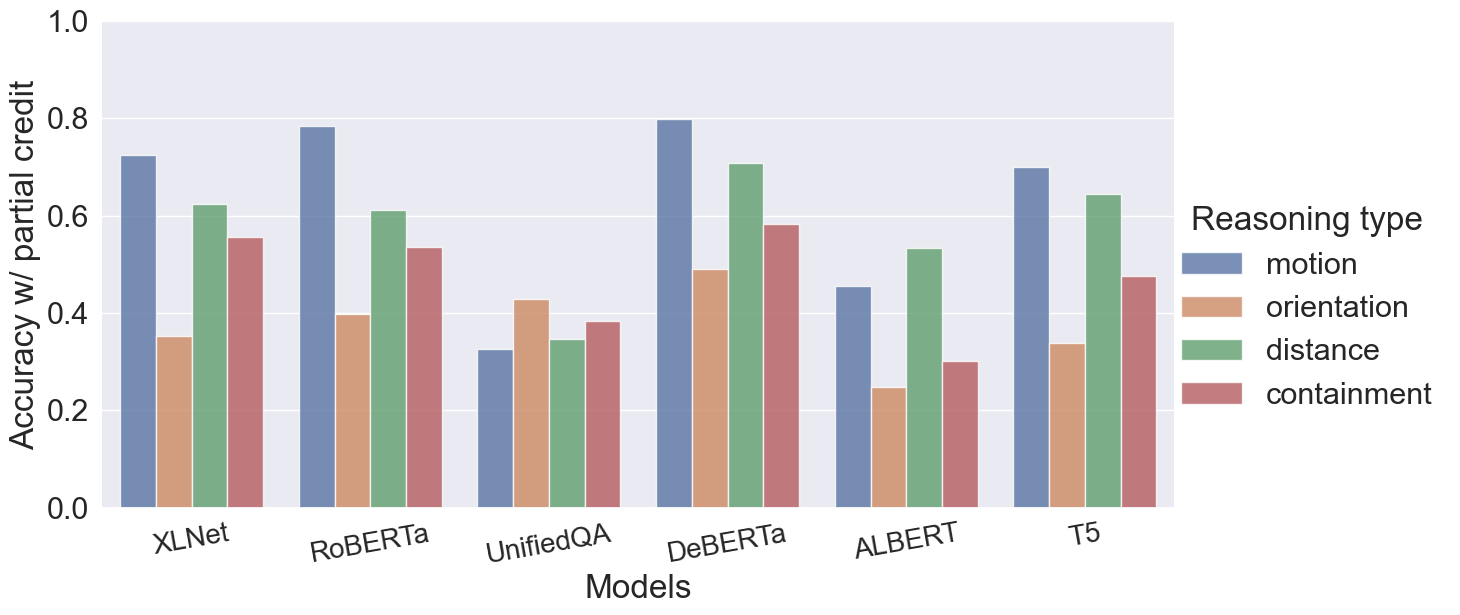 Accuracy w/ partial credit
1.0
0.8
0.6
0.4
0.2
0.0
XLNet
RoBERTa
UnifiedQA
DeBERTa
ALBERT
T5
Models
Reasoning type
motion
orientation
distance
containment